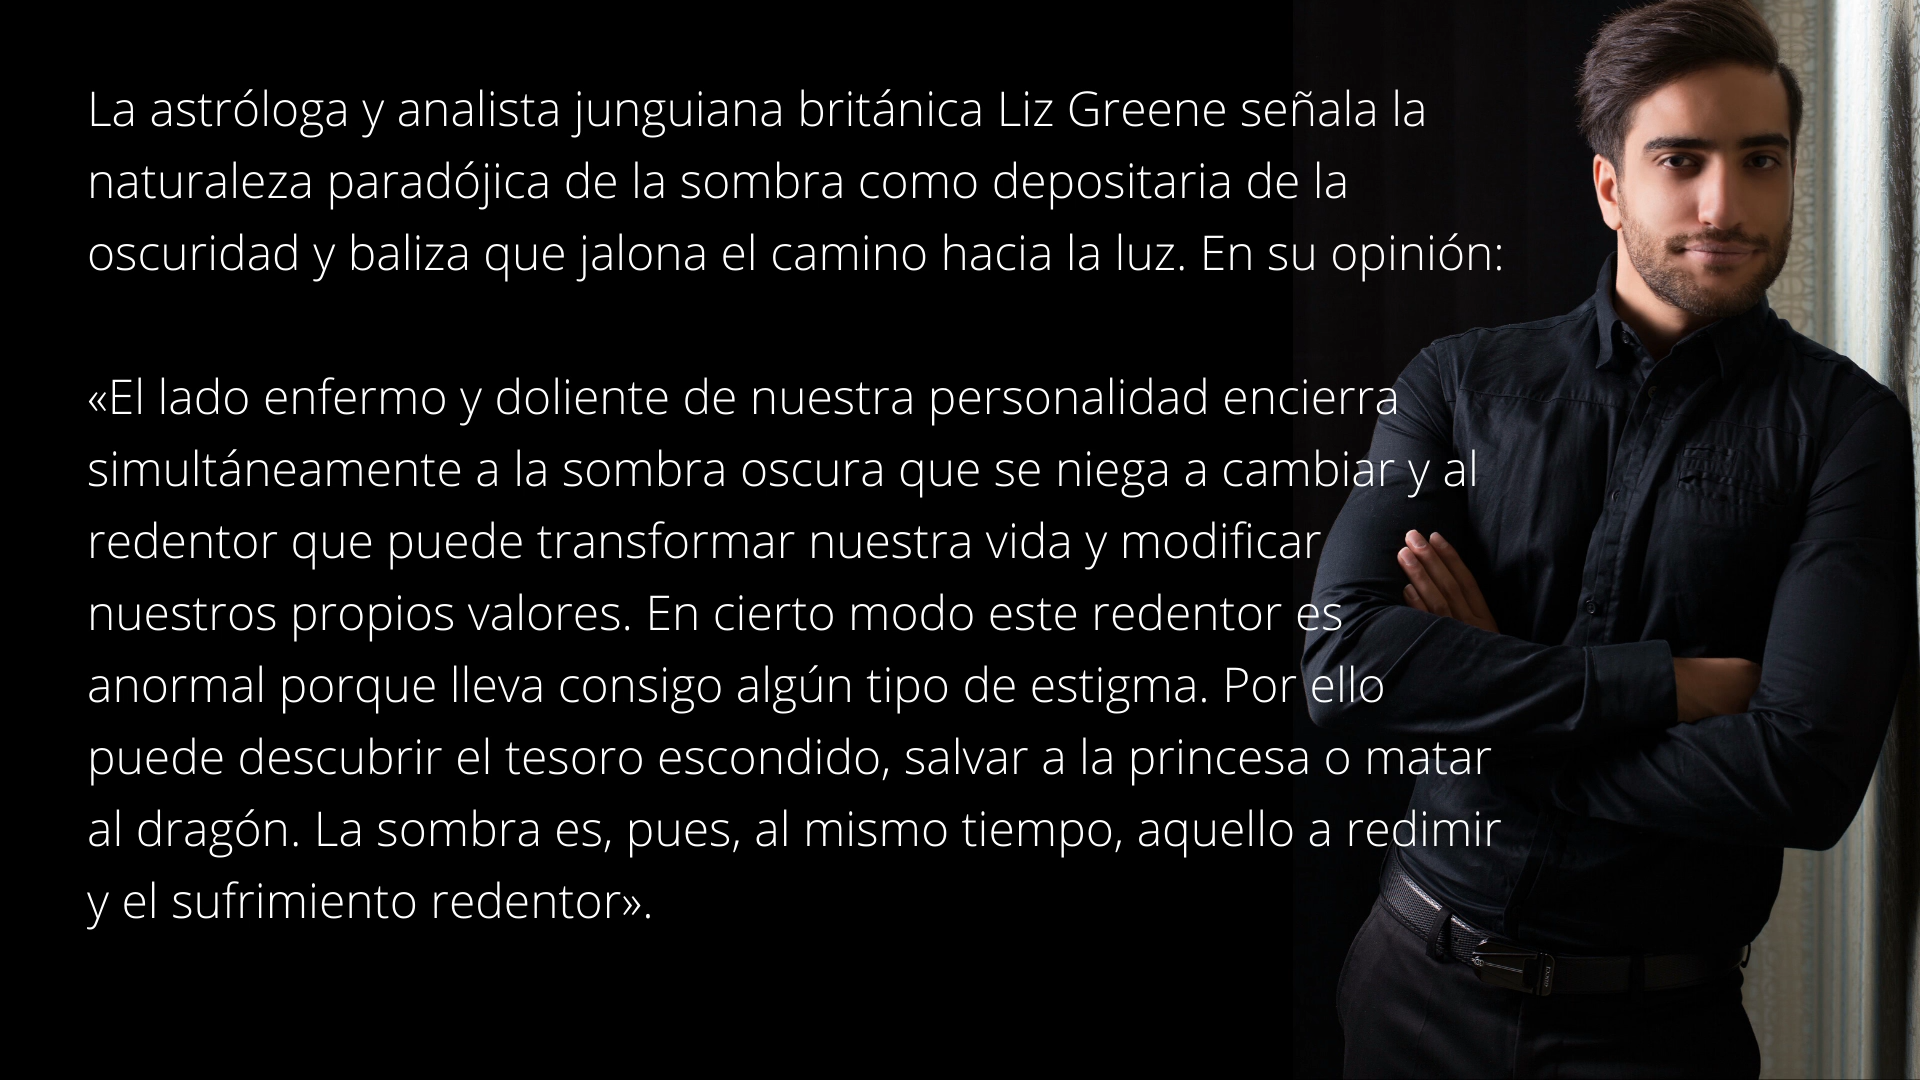 La astróloga y analista junguiana británica Liz Greene señala la
naturaleza paradójica de la sombra como depositaria de la
oscuridad y baliza que jalona el camino hacia la luz. En su opinión:
«El lado enfermo y doliente de nuestra personalidad encierra
simultáneamente a la sombra oscura que se niega a cambiar y al
redentor que puede transformar nuestra vida y modificar
nuestros propios valores. En cierto modo este redentor es
anormal porque lleva consigo algún tipo de estigma. Por ello
puede descubrir el tesoro escondido, salvar a la princesa o matar
al dragón. La sombra es, pues, al mismo tiempo, aquello a redimir
y el sufrimiento redentor».